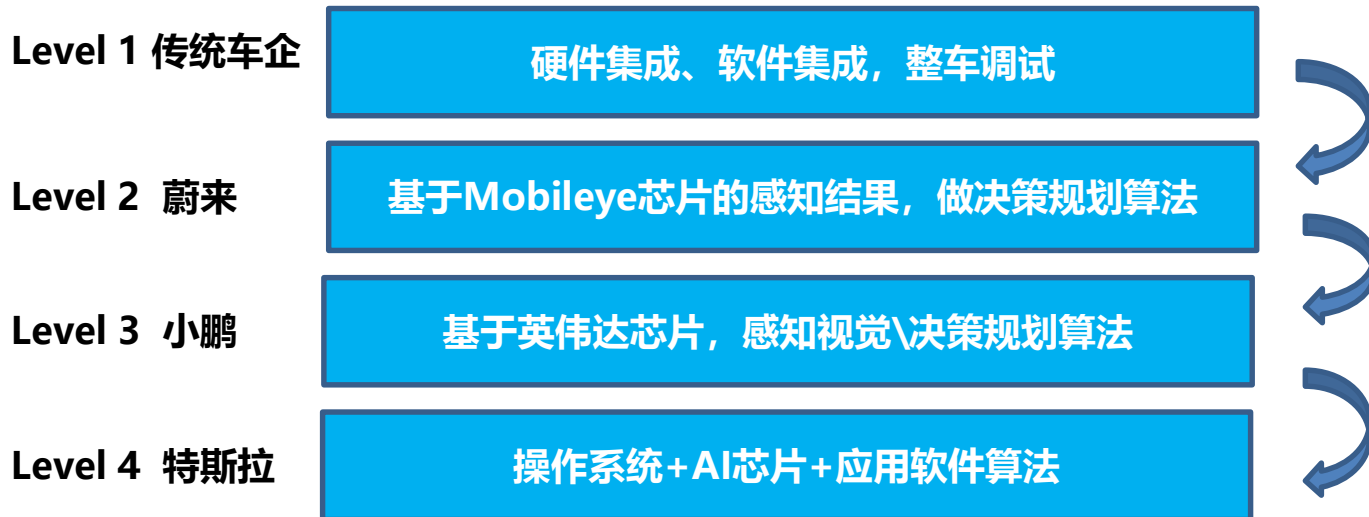 Level 1 传统车企
硬件集成、软件集成，整车调试
Level 2 蔚来
基于Mobileye芯片的感知结果，做决策规划算法
Level 3 小鹏
基于英伟达芯片，感知视觉\决策规划算法
Level 4 特斯拉
操作系统+AI芯片+应用软件算法